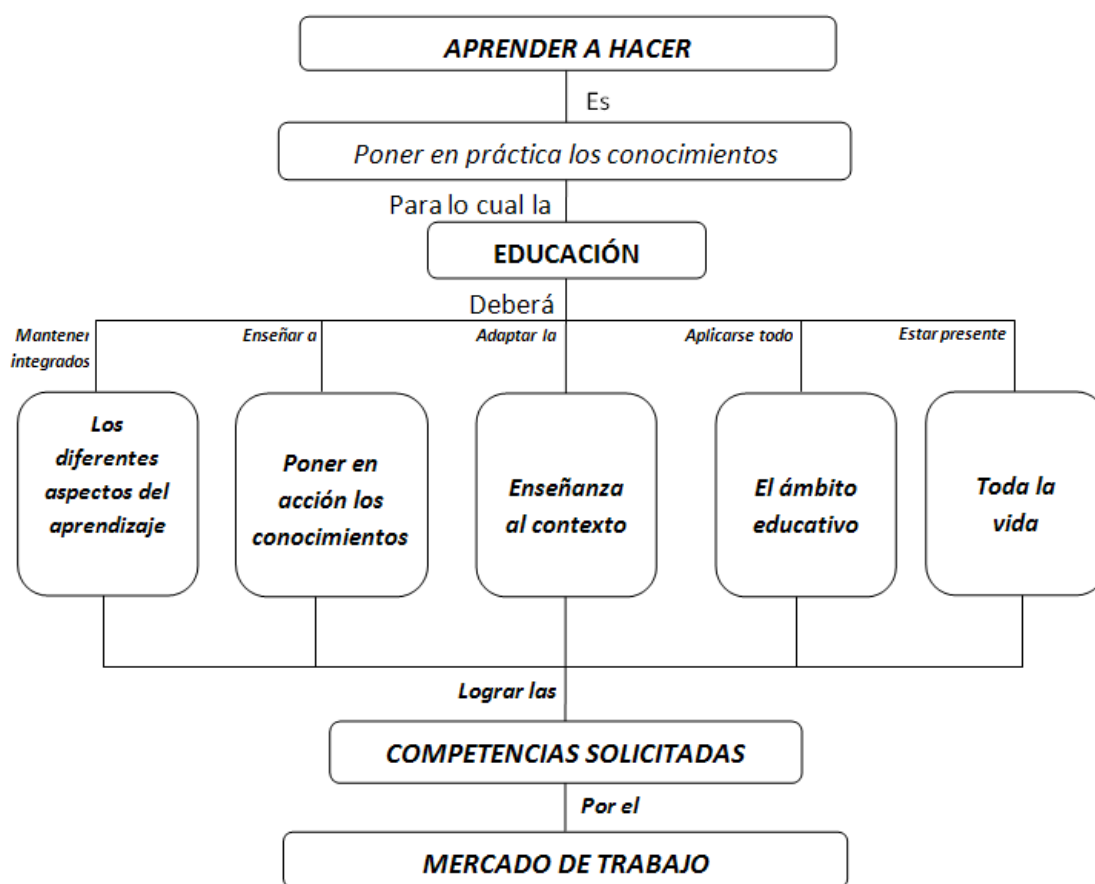 APRENDER A HACER
Es
Poner en práctica los conocimientos
Para lo cual la
EDUCACIÓN
Deberá
Mantener
integrados
Enseñar a
Adaptar la
Aplicarse todo
Estar presente
Los
diferentes
aspectos del
aprendizaje
Poner en
acción los
conocimientos
Enseñanza
al contexto
El ámbito
educativo
Toda la
vida
Lograr las
COMPETENCIAS SOLICITADAS
Por el
MERCADO DE TRABAJO